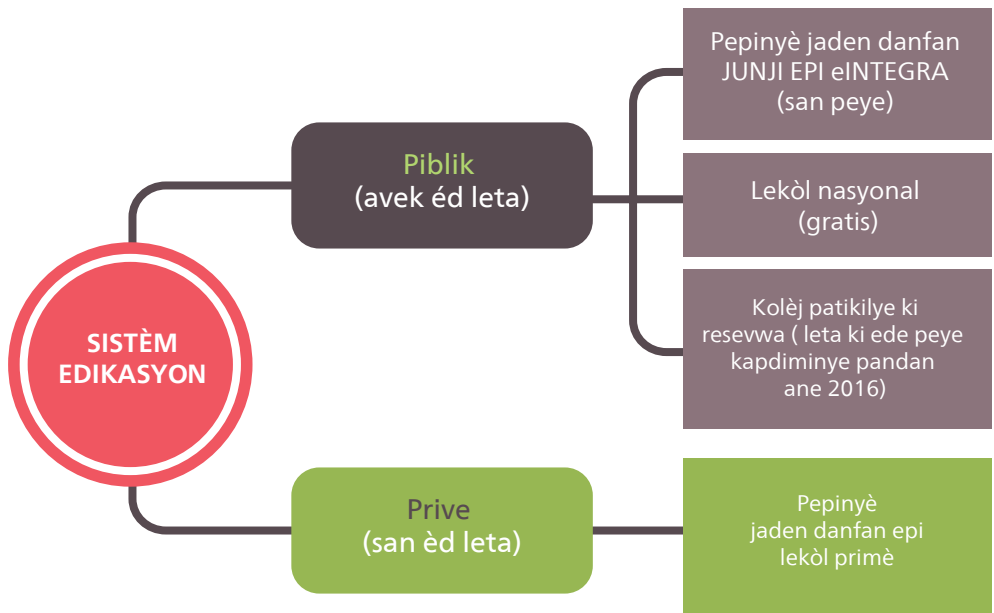 SISTÈM
EDIKASYON
Piblik
(avek éd leta)
Pepinyè jaden danfan
JUNJI EPI eINTEGRA
(san peye)
Lekòl nasyonal
(gratis)
Kolèj patikilye ki
resevwa ( leta ki ede peye
kapdiminye pandan
ane 2016)
Prive
(san èd leta)
Pepinyè
jaden danfan epi
lekòl primè